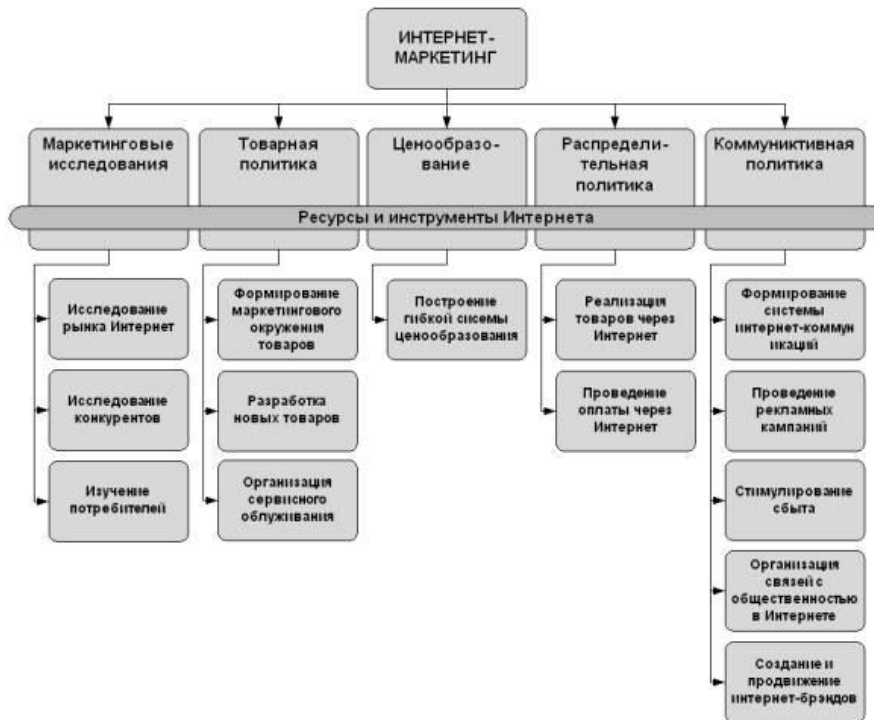 ИНТЕРНЕТ-
МАРКЕТИНГ
Маркетинговые
исследования
Товарная
политика
Ценообразо-
вание
Распредели-
тельная
политика
Коммуниктивная
политика
Ресурсы и инструменты Интернета
Исследование
рынка Интернет
Исследование
конкурентов
Изучение
потребителей
Формирование
маркетингового
окружения
товаров
Разработка
новых товаров
Организация
сервисного
облуживания
Построение
гибкой сисемы
ценообразования
Реализация
товаров через
Интернет
Проведение
оплаты через
Интернет
Формирование
системы
интернет-коммун
икаций
Проведение
рекламных
кампаний
Стимулирование
сбыта
Организация
связей с
общественностью
в Интернете
Создание и
продвижение
интернет-брэндов